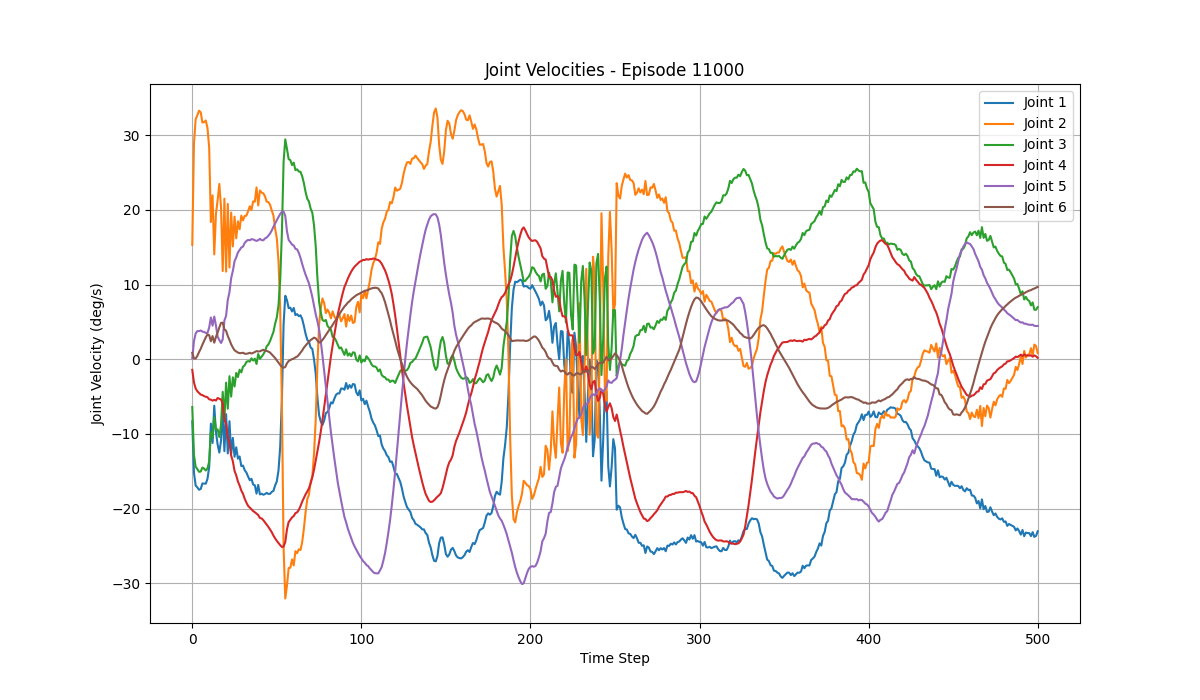 Joint Velocities - Episode 11000
Joint Velocity (deg/s)
30
20
10
0
−10
−20
−30
0
100
200
300
400
500
Time Step
Joint 1
Joint 2
Joint 3
Joint 4
Joint 5
Joint 6